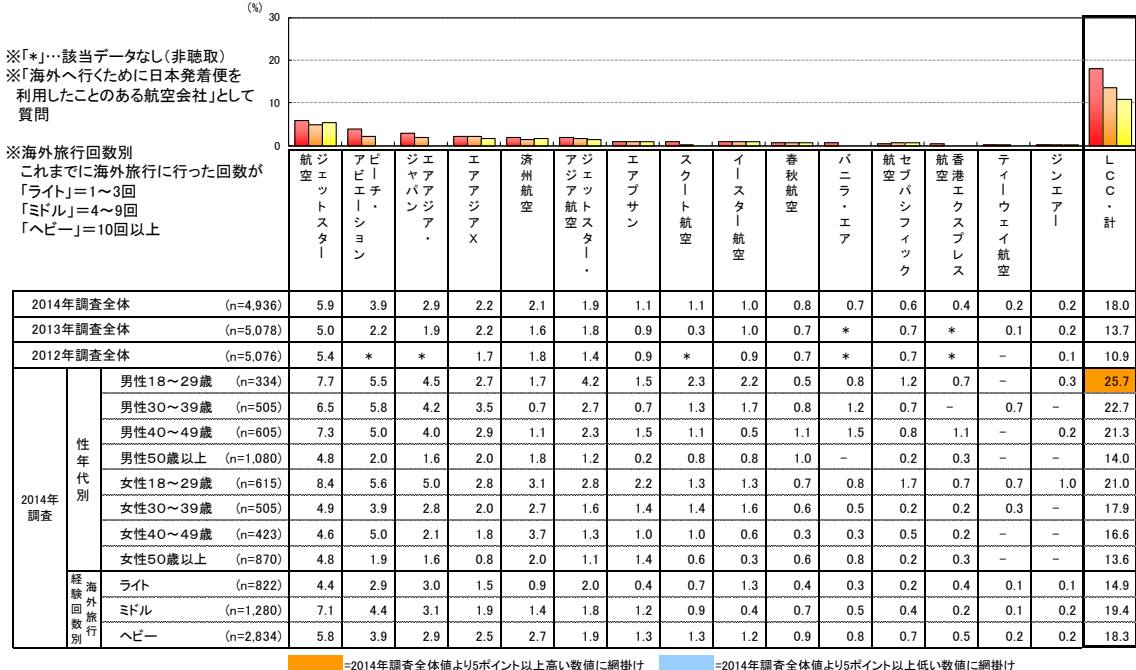 (%)
30
20
10
0
※「*」…該当データなし(非聴取)
※「海外へ行くために日本発着便を
利用したことのある航空会社」として
質問
※海外旅行回数別
これまでに海外旅行に行った回数が
「ライト」＝1～3回
「ミドル」＝4～9回
「ヘビー」＝10回以上
ジェットスター航空
ピーチ・アビエーション
エアアジア・ジャパン
エアアジアX
済州航空
ジェットスター・アジア航空
エアプサン
スクート航空
イースター航空
春秋航空
バニラ・エア
セブパシフィック航空
香港エクスプレス航空
ティーウェイ航空
ジンエアー
LCC・計
2014年調査全体 (n=4,936) 5.9 3.9 2.9 2.2 2.1 1.9 1.1 1.1 1.0 0.8 0.7 0.6 0.4 0.2 0.2 18.0
2013年調査全体 (n=5,078) 5.0 2.2 1.9 2.2 1.6 1.8 0.9 0.3 1.0 0.7 * 0.7 * 0.1 0.2 13.7
2012年調査全体 (n=5,076) 5.4 * * 1.7 1.8 1.4 0.9 * 0.9 0.7 * 0.7 * － 0.1 10.9
2014年調査
性年代別
男性18～29歳 (n=334) 7.7 5.5 4.5 2.7 1.7 4.2 1.5 2.3 2.2 0.5 0.8 1.2 0.7 － 0.3 25.7
男性30～39歳 (n=505) 6.5 5.8 4.2 3.5 0.7 2.7 0.7 1.3 1.7 0.8 1.2 0.7 － 0.7 － 22.7
男性40～49歳 (n=605) 7.3 5.0 4.0 2.9 1.1 2.3 1.5 1.1 0.5 1.1 1.5 0.8 1.1 － 0.2 21.3
男性50歳以上 (n=1,080) 4.8 2.0 1.6 2.0 1.8 1.2 0.2 0.8 0.8 1.0 － 0.2 0.3 － － 14.0
女性18～29歳 (n=615) 8.4 5.6 5.0 2.8 3.1 2.8 2.2 1.3 1.3 0.7 0.8 1.7 0.7 0.7 1.0 21.0
女性30～39歳 (n=505) 4.9 3.9 2.8 2.0 2.7 1.6 1.4 1.4 1.6 0.6 0.5 0.2 0.2 0.3 － 17.9
女性40～49歳 (n=423) 4.6 5.0 2.1 1.8 3.7 1.3 1.0 1.0 0.6 0.3 0.3 0.5 0.2 － － 16.6
女性50歳以上 (n=870) 4.8 1.9 1.6 0.8 2.0 1.1 1.4 0.6 0.3 0.6 0.8 0.2 0.3 － － 13.6
海外旅行経験回数別
ライト (n=822) 4.4 2.9 3.0 1.5 0.9 2.0 0.4 0.7 1.3 0.4 0.3 0.2 0.4 0.1 0.1 14.9
ミドル (n=1,280) 7.1 4.4 3.1 1.9 1.4 1.8 1.2 0.9 0.4 0.7 0.5 0.4 0.2 0.1 0.2 19.4
ヘビー (n=2,834) 5.8 3.9 2.9 2.5 2.7 1.9 1.3 1.3 1.2 0.9 0.8 0.7 0.5 0.2 0.2 18.3
=2014年調査全体値より5ポイント以上高い数値に網掛け
=2014年調査全体値より5ポイント以上低い数値に網掛け